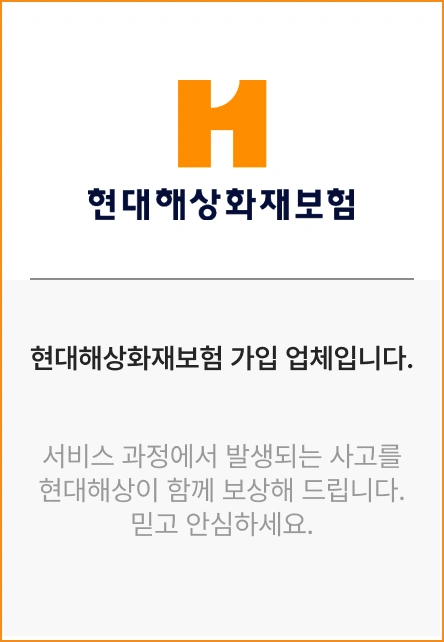 현대해상화재보험
현대해상화재보험 가입 업체입니다.
서비스 과정에서 발생되는 사고를
현대해상이 함께 보상해 드립니다.
믿고 안심하세요.